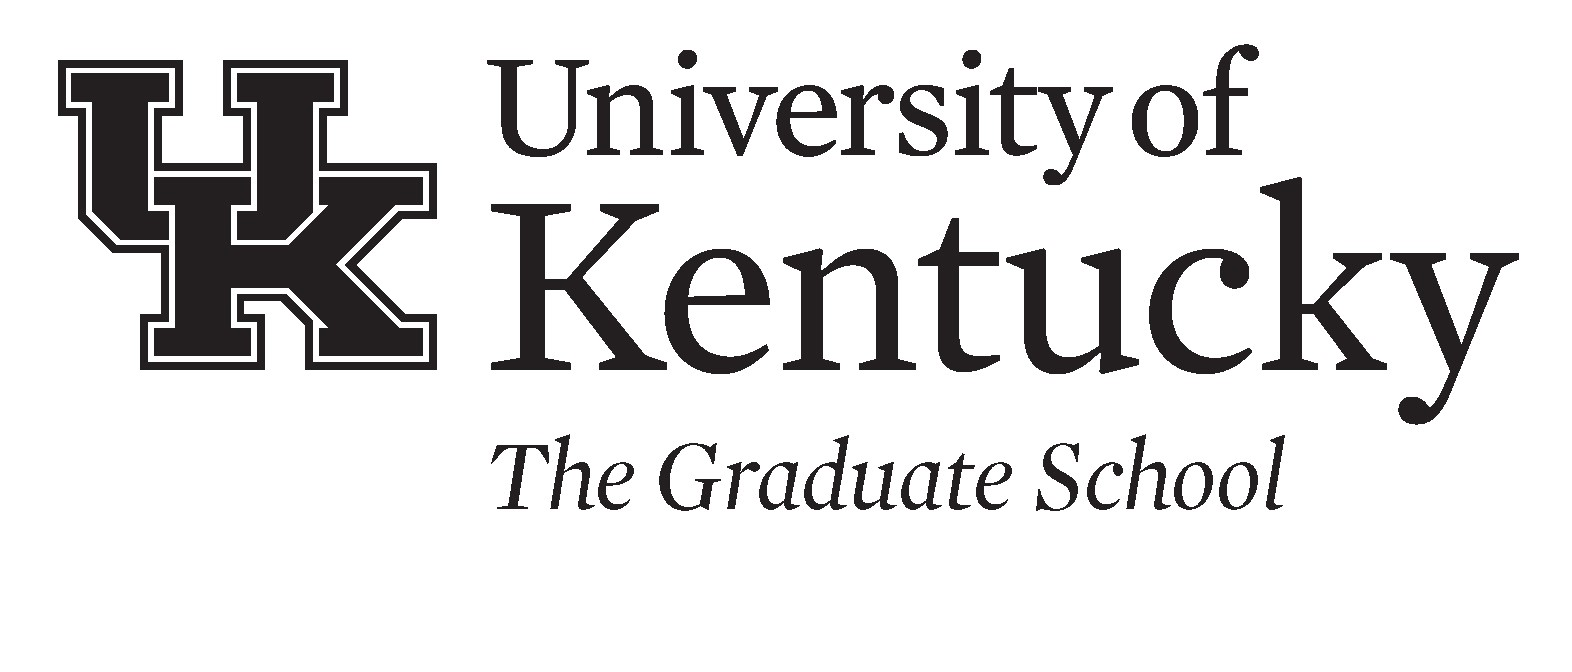 UK
University of
Kentucky
The Graduate School